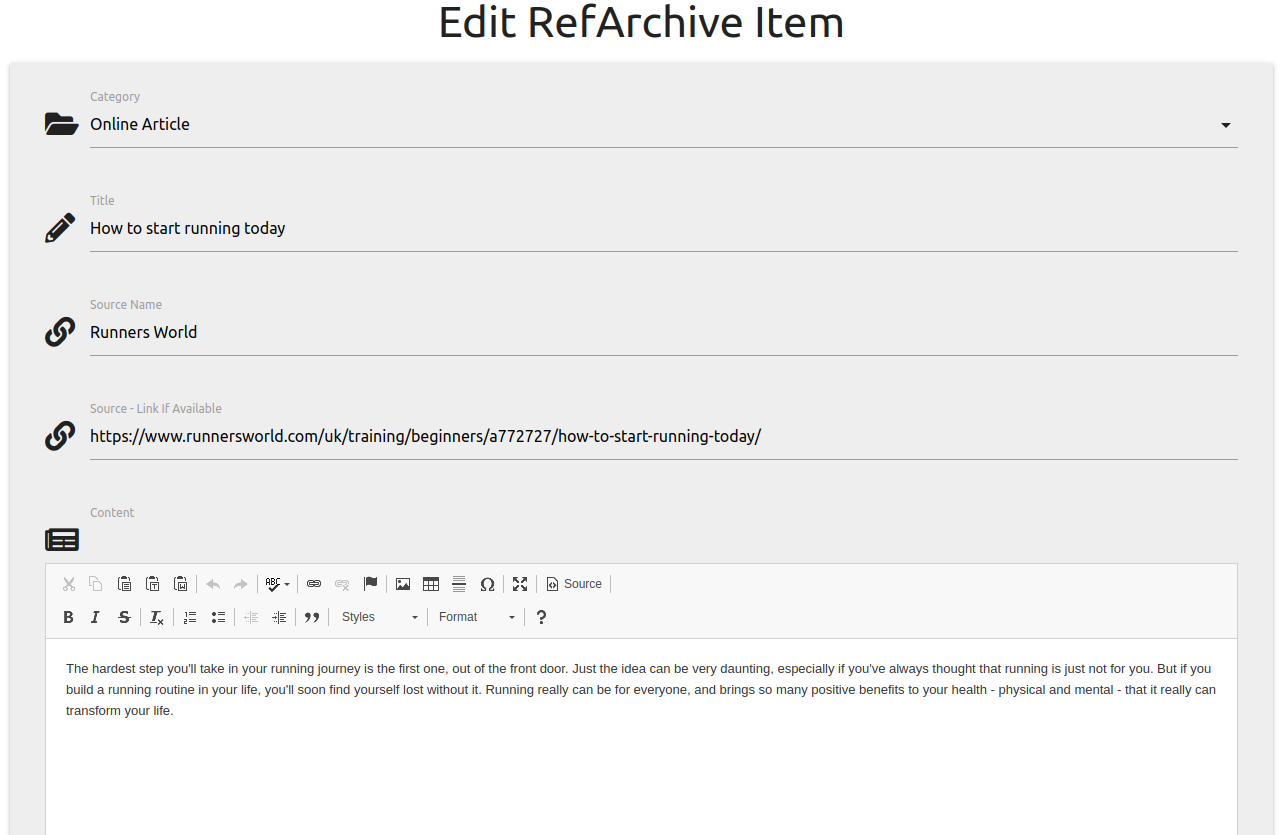 Edit RefArchive Item
Category
Online Article
Title
How to start running today
Source Name
Runners World
Source - Link If Available
https://www.runnersworld.com/uk/training/beginners/a772727/how-to-start-running-today/
Content
ABC
Source
B I S Tx Styles Format ?
The hardest step you'll take in your running journey is the first one, out of the front door. Just the idea can be very daunting, especially if you've always thought that running is just not for you. But if you
build a running routine in your life, you'll soon find yourself lost without it. Running really can be for everyone, and brings so many positive benefits to your health - physical and mental - that it really can
transform your life.